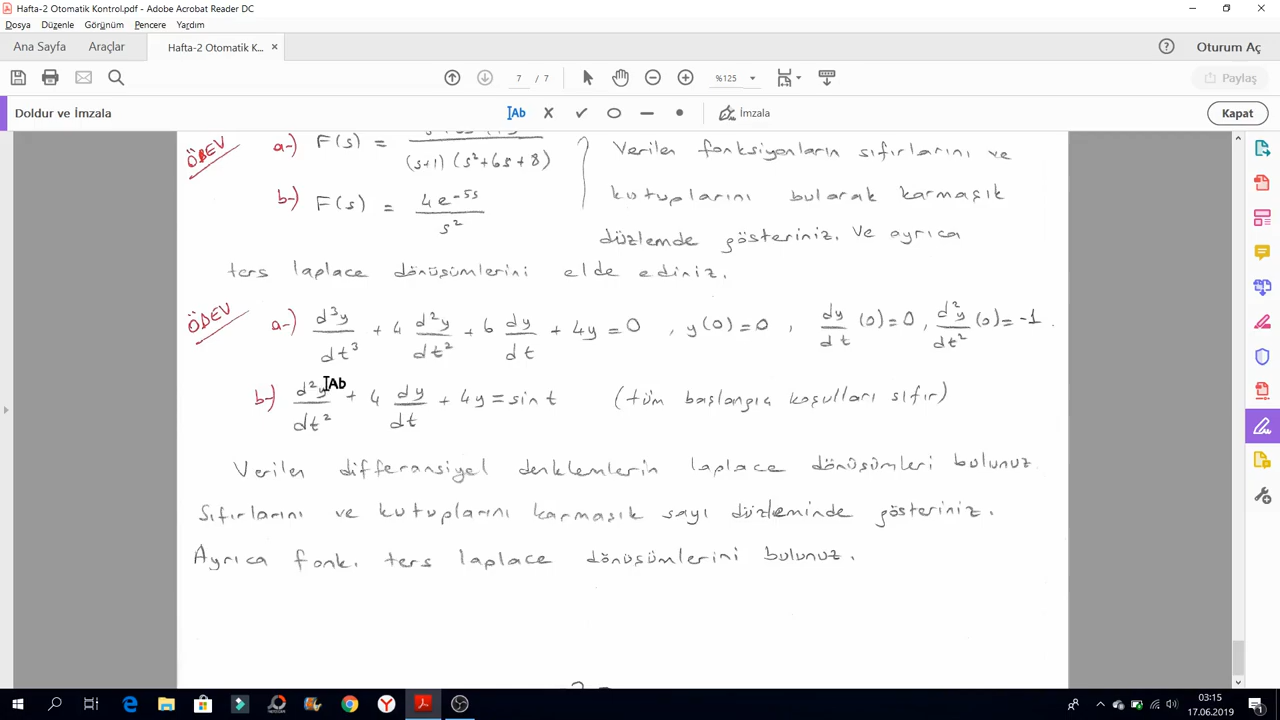 Hafta-2 Otomatik Kontrol.pdf - Adobe Acrobat Reader DC
Dosya Düzenle Görünüm Pencere Yardım
Ana Sayfa Araçlar Hafta-2 Otomatik K... × Oturum Aç
7 / 7 %125 Paylaş
Doldur ve İmzala Ab İmzala Kapat
ÖDEV a-) F(s) = / (s+1) (s²+6s+8) Verilen fonksiyonların sıfırlarını ve
b-) F(s) = 4e^-5s / s² kutuplarını bularak karmaşık
düzlemde gösteriniz. Ve ayrıca
ters laplace dönüşümlerini elde ediniz.
ÖDEV a-) d³y/dt³ + 4 d²y/dt² + 6 dy/dt + 4y = 0 , y(0)=0 , dy/dt (0)=0 , d²y/dt² (0)=-1.
b-) d²y/dt² + 4 dy/dt + 4y = sin t (tüm başlangıç koşulları sıfır)
Verilen differansiyel denklemlerin laplace dönüşümleri bulunuz.
Sıfırlarını ve kutuplarını karmaşık sayı düzleminde gösteriniz.
Ayrıca fonk. ters laplace dönüşümlerini bulunuz.
03:15
17.06.2019